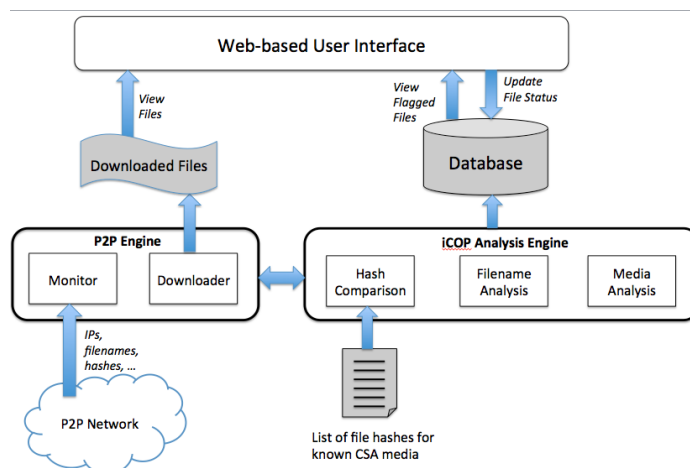 Web-based User Interface
View
Files
View
Flagged
Files
Update
File Status
Downloaded Files
Database
P2P Engine
Monitor
Downloader
iCOP Analysis Engine
Hash
Comparison
Filename
Analysis
Media
Analysis
IPs,
filenames,
hashes, ...
P2P Network
List of file hashes for
known CSA media